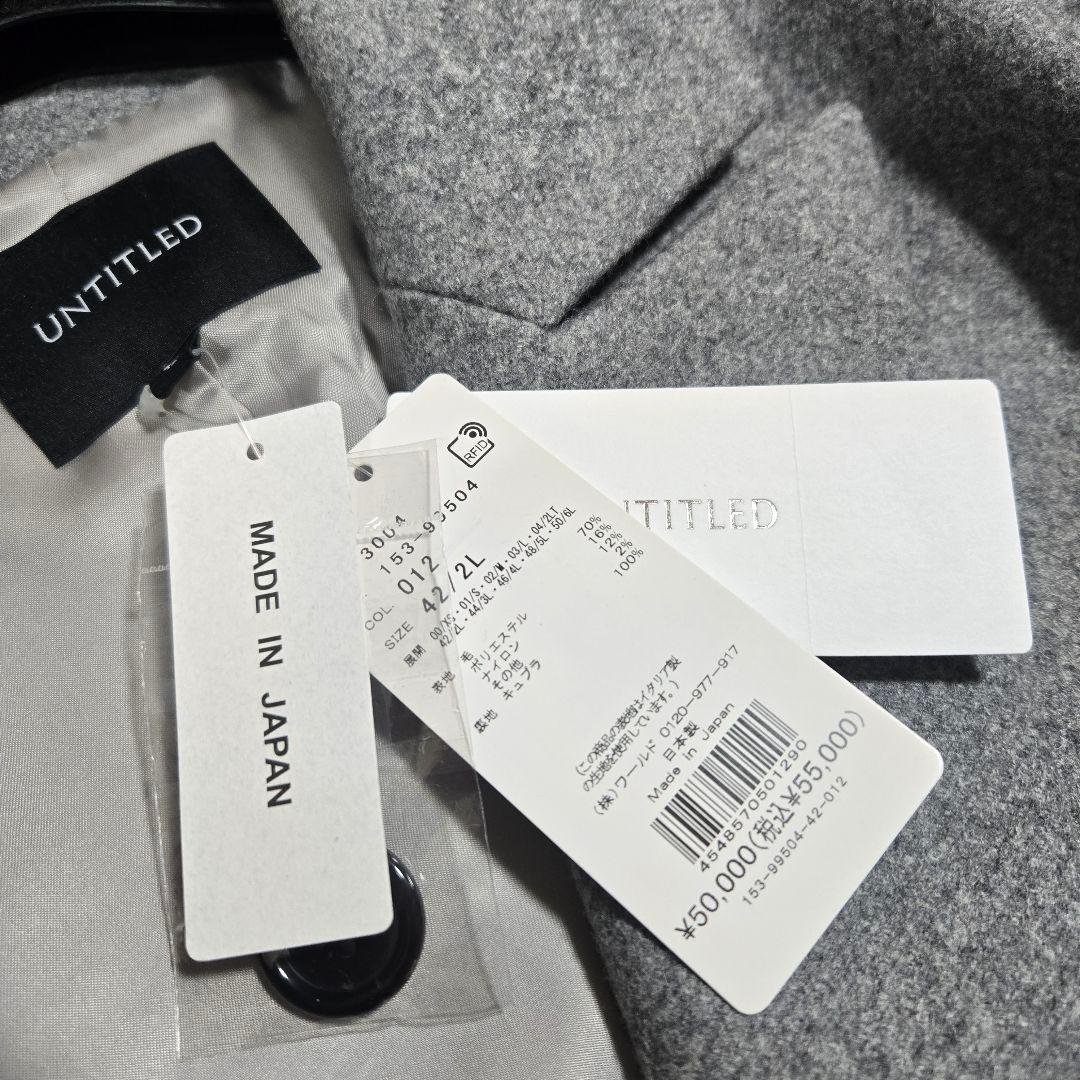 UNTITLED
MADE IN JAPAN
UNTITLED
RFID
3004
153-99504
COL. 012
SIZE 42/2L
展開 00/XS・01/S・02/M・03/L・04/2LT
42/2L・44/3L・46/4L・48/5L・50/6L
表地 毛 70%
ポリエステル 16%
ナイロン 12%
その他 2%
裏地 キュプラ 100%
(この商品の表地はイタリア製
の生地を使用しています。)
(株)ワールド 0120-977-917
日本製
Made in Japan
4548570501290
¥50,000(税込¥55,000)
153-99504-42-012